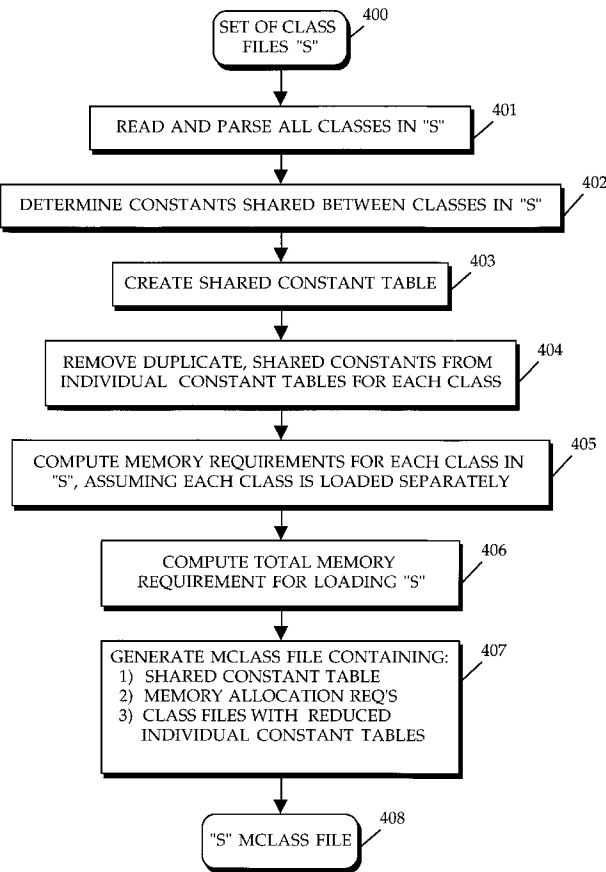 SET OF CLASS
FILES "S"
400
READ AND PARSE ALL CLASSES IN "S"
401
DETERMINE CONSTANTS SHARED BETWEEN CLASSES IN "S"
402
CREATE SHARED CONSTANT TABLE
403
REMOVE DUPLICATE, SHARED CONSTANTS FROM
INDIVIDUAL CONSTANT TABLES FOR EACH CLASS
404
COMPUTE MEMORY REQUIREMENTS FOR EACH CLASS IN
"S", ASSUMING EACH CLASS IS LOADED SEPARATELY
405
COMPUTE TOTAL MEMORY
REQUIREMENT FOR LOADING "S"
406
GENERATE MCLASS FILE CONTAINING:
1) SHARED CONSTANT TABLE
2) MEMORY ALLOCATION REQ'S
3) CLASS FILES WITH REDUCED
INDIVIDUAL CONSTANT TABLES
407
"S" MCLASS FILE
408